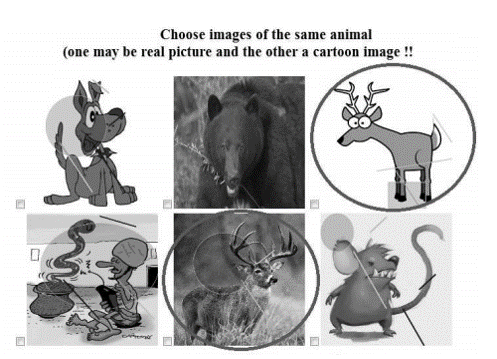 Choose images of the same animal
(one may be real picture and the other a cartoon image !!